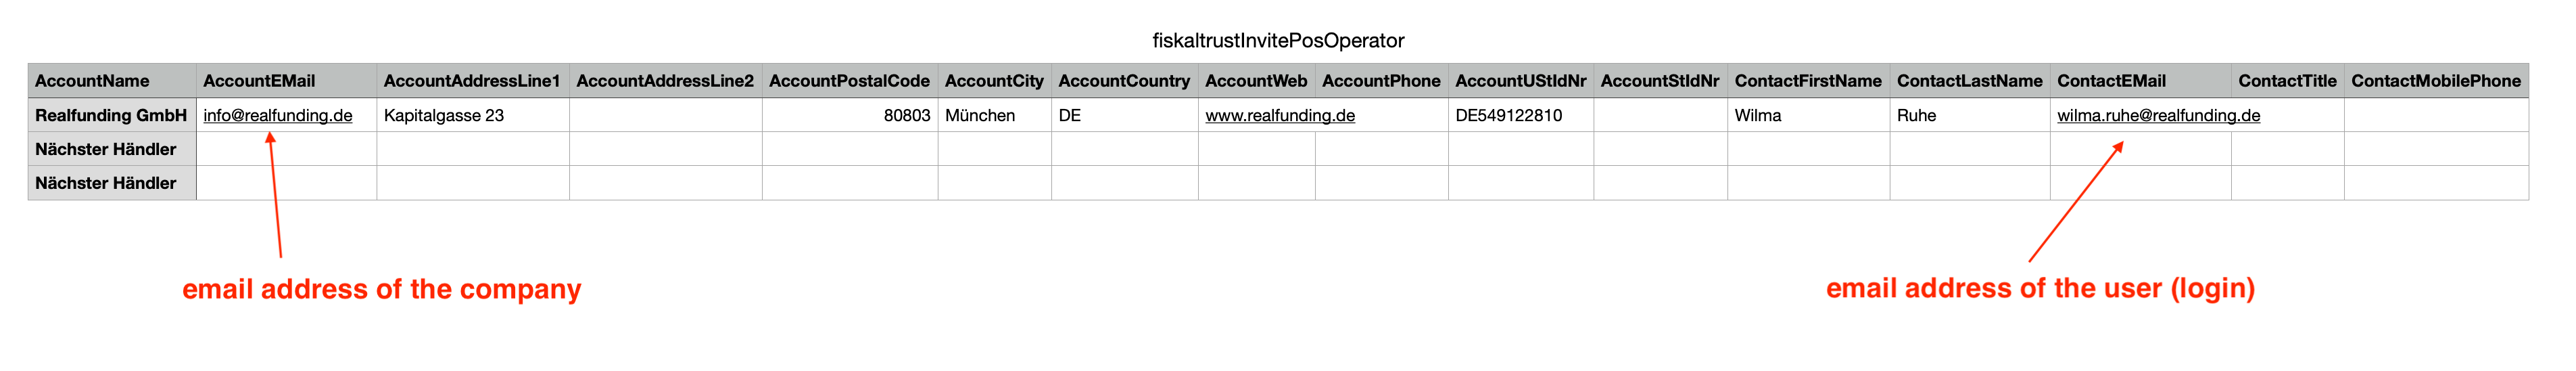 fiskaltrustInvitePosOperator
AccountName AccountEMail AccountAddressLine1 AccountAddressLine2 AccountPostalCode AccountCity AccountCountry AccountWeb AccountPhone AccountUStIdNr AccountStIdNr ContactFirstName ContactLastName ContactEMail ContactTitle ContactMobilePhone
Realfunding GmbH info@realfunding.de Kapitalgasse 23 80803 München DE www.realfunding.de DE549122810 Wilma Ruhe wilma.ruhe@realfunding.de
Nächster Händler
Nächster Händler
email address of the company
email address of the user (login)